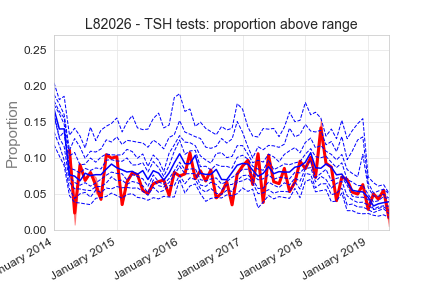 L82026 - TSH tests: proportion above range
Proportion
0.25
0.20
0.15
0.10
0.05
0.00
January 2015
January 2016
January 2017
January 2018
January 2019